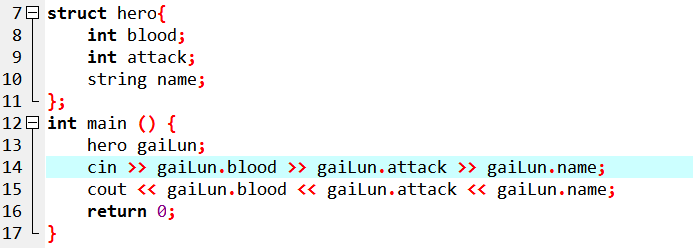 7 struct hero{
8 int blood;
9 int attack;
10 string name;
11 };
12 int main () {
13 hero gaiLun;
14 cin >> gaiLun.blood >> gaiLun.attack >> gaiLun.name;
15 cout << gaiLun.blood << gaiLun.attack << gaiLun.name;
16 return 0;
17 }